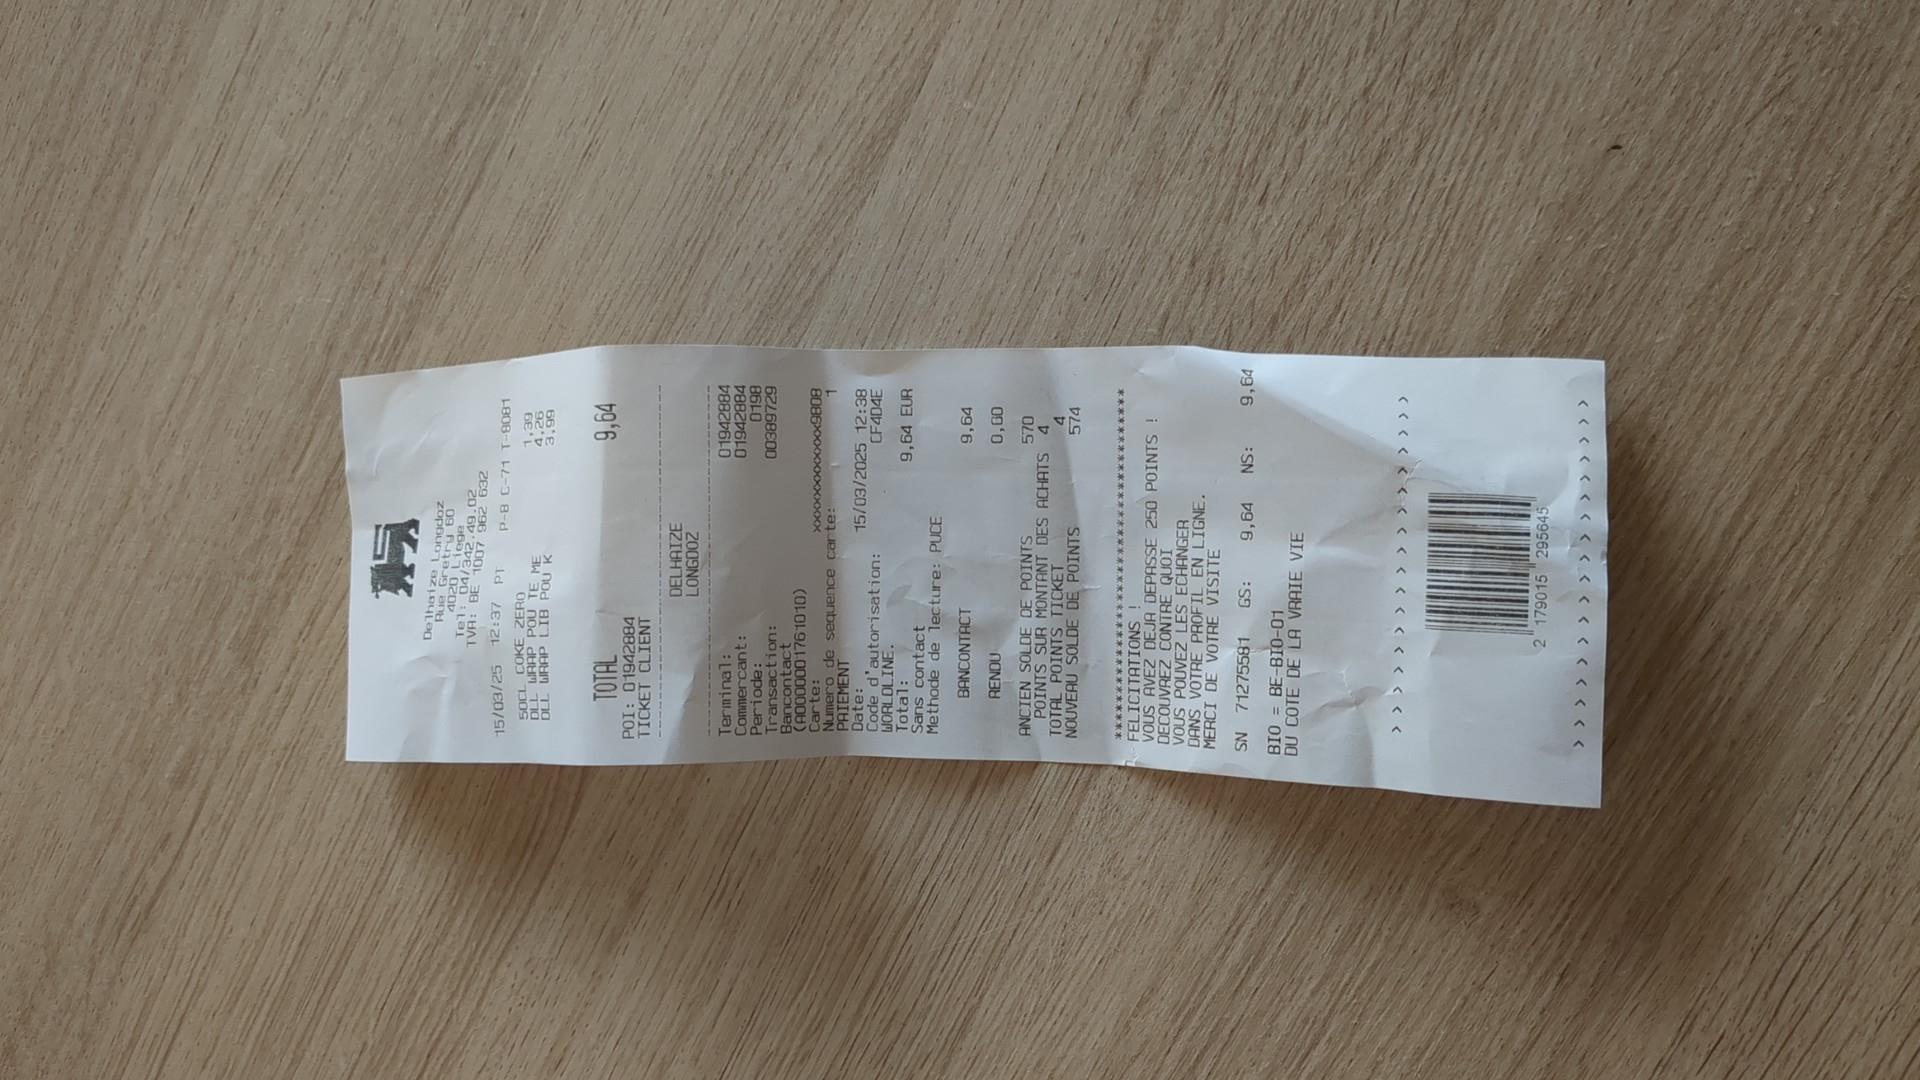 Delhaize Longdoz
Rue Gretry 60
4020 Liege
Tel: 04/342.49.02
TVA: BE 1007 962 632
15/03/25 12:37 PT P-8 C-71 T-8081
50CL COKE ZERO 1,39
DLL WRAP POU TE ME 4,26
DLL WRAP LIB POU K 3,99
TOTAL 9,64
POI: 01942884
TICKET CLIENT
DELHAIZE
LONGDOZ
Terminal: 01942884
Commercant: 01942884
Periode: 0198
Transaction: 00389729
Bancontact
(A0000001761010)
Carte: xxxxxxxxxxxxx9808
Numero de sequence carte: 1
PAIEMENT
Date: 15/03/2025 12:38
Code d'autorisation: CF4D4E
WORLDLINE.
Total: 9,64 EUR
Sans contact
Methode de lecture: PUCE
BANCONTACT 9,64
RENDU 0,00
ANCIEN SOLDE DE POINTS 570
POINTS SUR MONTANT DES ACHATS 4
TOTAL POINTS TICKET 4
NOUVEAU SOLDE DE POINTS 574
****************************************
FELICITATIONS !
VOUS AVEZ DEJA DEPASSE 250 POINTS !
DECOUVREZ CONTRE QUOI
VOUS POUVEZ LES ECHANGER
DANS VOTRE PROFIL EN LIGNE.
MERCI DE VOTRE VISITE
SN 71275581 GS: 9,64 NS: 9,64
BIO = BE-BIO-01
DU COTE DE LA VRAIE VIE
> > > > > > > > > > > > > > > >
2 179015 295645
> > > > > > > > > > > > > > > >